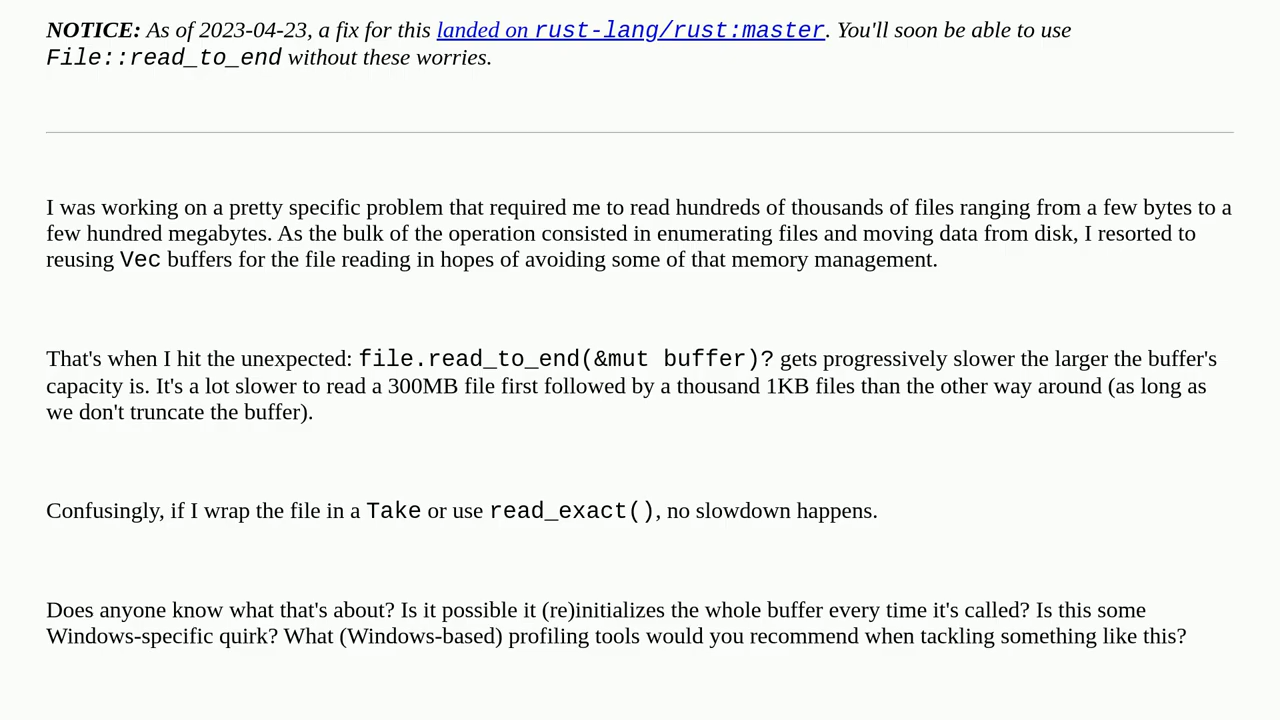 NOTICE: As of 2023-04-23, a fix for this landed on rust-lang/rust:master. You'll soon be able to use
File::read_to_end without these worries.
I was working on a pretty specific problem that required me to read hundreds of thousands of files ranging from a few bytes to a
few hundred megabytes. As the bulk of the operation consisted in enumerating files and moving data from disk, I resorted to
reusing Vec buffers for the file reading in hopes of avoiding some of that memory management.
That's when I hit the unexpected: file.read_to_end(&mut buffer)? gets progressively slower the larger the buffer's
capacity is. It's a lot slower to read a 300MB file first followed by a thousand 1KB files than the other way around (as long as
we don't truncate the buffer).
Confusingly, if I wrap the file in a Take or use read_exact(), no slowdown happens.
Does anyone know what that's about? Is it possible it (re)initializes the whole buffer every time it's called? Is this some
Windows-specific quirk? What (Windows-based) profiling tools would you recommend when tackling something like this?